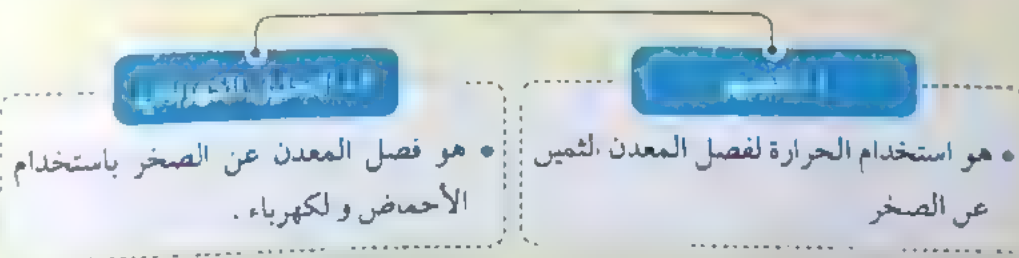 • هو استخدام الحرارة لفصل المعدن الثمين
عن الصخر
• هو فصل المعدن عن الصخر باستخدام
الأحماض و لكهرباء .